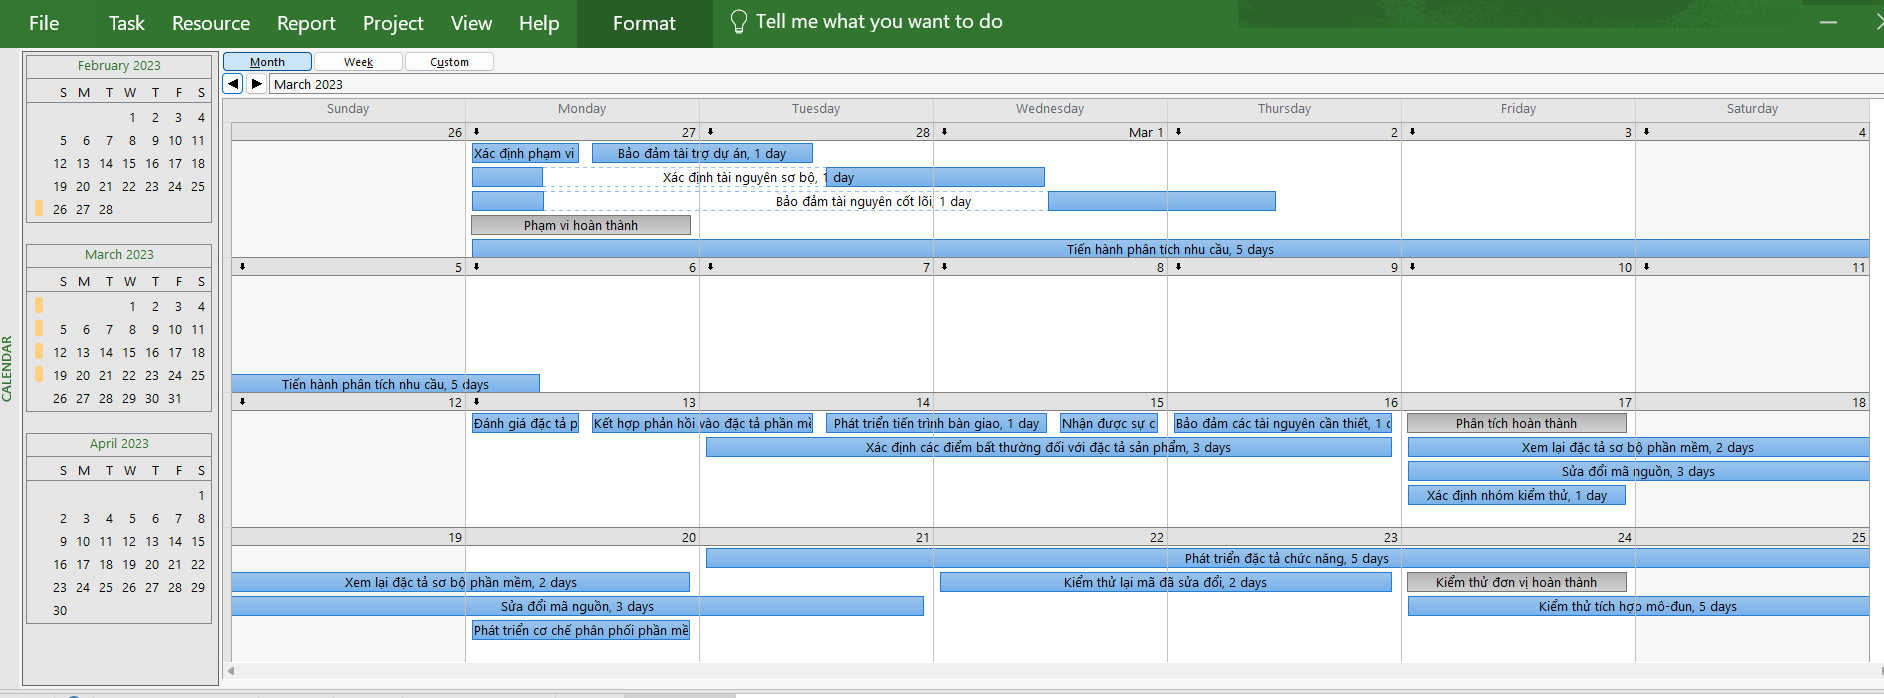 File Task Resource Report Project View Help Format Tell me what you want to do
CALENDAR
February 2023
S M T W T F S
1 2 3 4
5 6 7 8 9 10 11
12 13 14 15 16 17 18
19 20 21 22 23 24 25
26 27 28
March 2023
S M T W T F S
1 2 3 4
5 6 7 8 9 10 11
12 13 14 15 16 17 18
19 20 21 22 23 24 25
26 27 28 29 30 31
April 2023
S M T W T F S
1
2 3 4 5 6 7 8
9 10 11 12 13 14 15
16 17 18 19 20 21 22
23 24 25 26 27 28 29
30
Month Week Custom
March 2023
Sunday Monday Tuesday Wednesday Thursday Friday Saturday
26 27 28 Mar 1 2 3 4
Xác định phạm vi Bảo đảm tài trợ dự án, 1 day
Xác định tài nguyên sơ bộ, 1 day
Bảo đảm tài nguyên cốt lõi, 1 day
Phạm vi hoàn thành
Tiến hành phân tích nhu cầu, 5 days
5 6 7 8 9 10 11
Tiến hành phân tích nhu cầu, 5 days
12 13 14 15 16 17 18
Đánh giá đặc tả p Kết hợp phản hồi vào đặc tả phần mề Phát triển tiến trình bàn giao, 1 day Nhận được sự c Bảo đảm các tài nguyên cần thiết, 1 d Phân tích hoàn thành
Xác định các điểm bất thường đối với đặc tả sản phẩm, 3 days Xem lại đặc tả sơ bộ phần mềm, 2 days
Sửa đổi mã nguồn, 3 days
Xác định nhóm kiểm thử, 1 day
19 20 21 22 23 24 25
Phát triển đặc tả chức năng, 5 days
Xem lại đặc tả sơ bộ phần mềm, 2 days Kiểm thử lại mã đã sửa đổi, 2 days Kiểm thử đơn vị hoàn thành
Sửa đổi mã nguồn, 3 days Kiểm thử tích hợp mô-đun, 5 days
Phát triển cơ chế phân phối phần mề